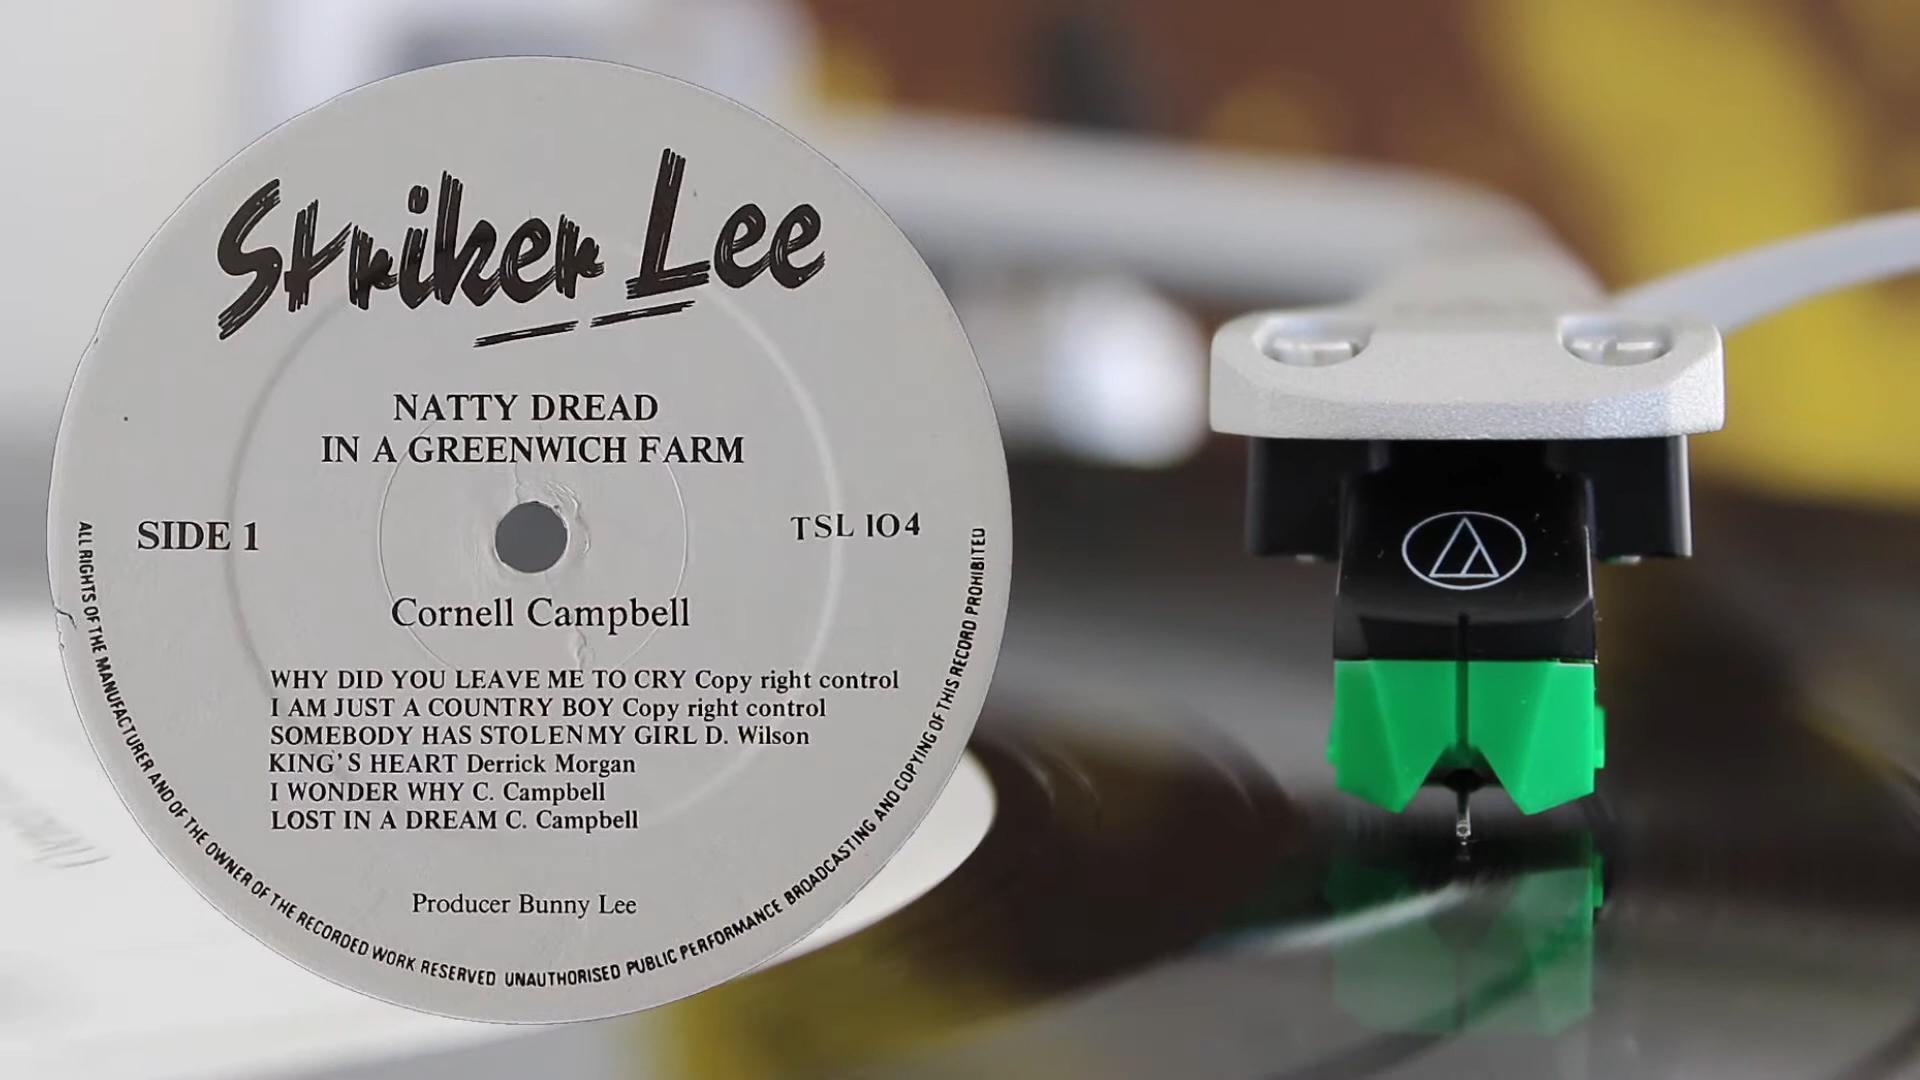 Striker Lee
NATTY DREAD
IN A GREENWICH FARM
SIDE 1
TSL 104
Cornell Campbell
WHY DID YOU LEAVE ME TO CRY Copy right control
I AM JUST A COUNTRY BOY Copy right control
SOMEBODY HAS STOLEN MY GIRL D. Wilson
KING'S HEART Derrick Morgan
I WONDER WHY C. Campbell
LOST IN A DREAM C. Campbell
Producer Bunny Lee
ALL RIGHTS OF THE MANUFACTURER AND OF THE OWNER OF THE RECORDED WORK RESERVED UNAUTHORISED PUBLIC PERFORMANCE BROADCASTING AND COPYING OF THIS RECORD PROHIBITED